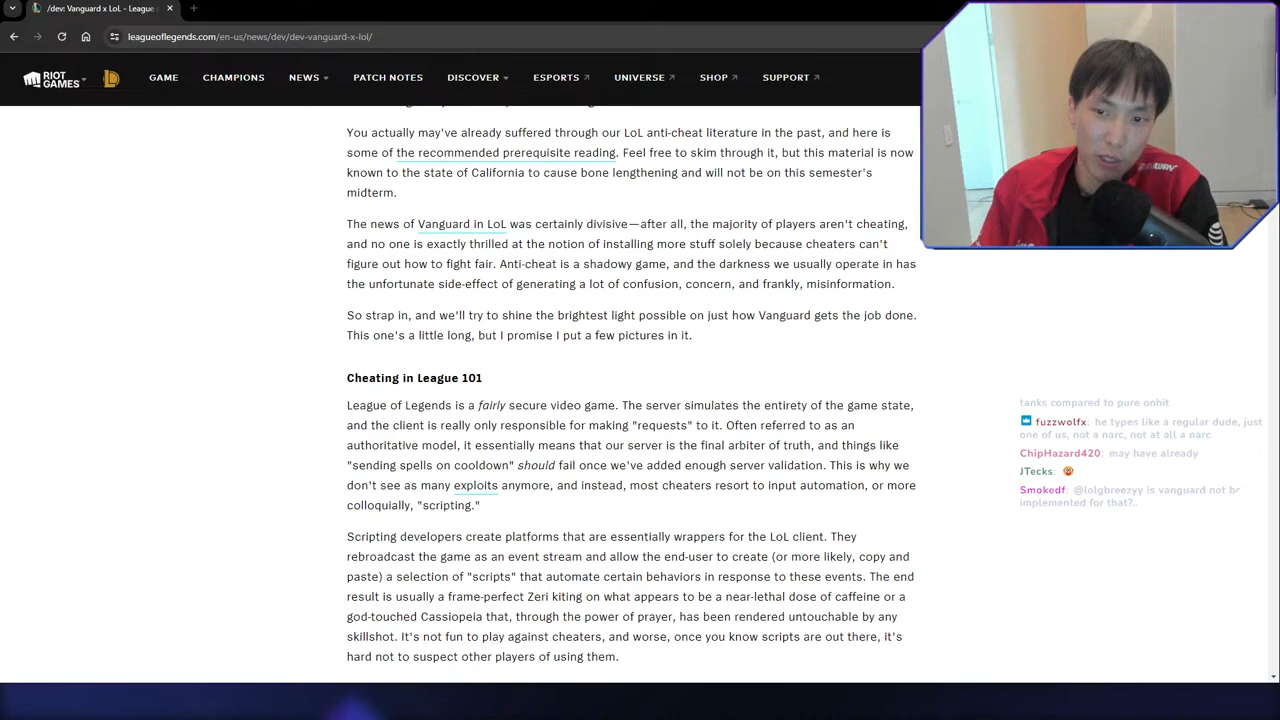 /dev: Vanguard x LoL - League
leagueoflegends.com/en-us/news/dev/dev-vanguard-x-lol/
RIOT GAMES
GAME
CHAMPIONS
NEWS
PATCH NOTES
DISCOVER
ESPORTS
UNIVERSE
SHOP
SUPPORT
You actually may've already suffered through our LoL anti-cheat literature in the past, and here is
some of the recommended prerequisite reading. Feel free to skim through it, but this material is now
known to the state of California to cause bone lengthening and will not be on this semester's
midterm.
The news of Vanguard in LoL was certainly divisive—after all, the majority of players aren't cheating,
and no one is exactly thrilled at the notion of installing more stuff solely because cheaters can't
figure out how to fight fair. Anti-cheat is a shadowy game, and the darkness we usually operate in has
the unfortunate side-effect of generating a lot of confusion, concern, and frankly, misinformation.
So strap in, and we'll try to shine the brightest light possible on just how Vanguard gets the job done.
This one's a little long, but I promise I put a few pictures in it.
Cheating in League 101
League of Legends is a fairly secure video game. The server simulates the entirety of the game state,
and the client is really only responsible for making "requests" to it. Often referred to as an
authoritative model, it essentially means that our server is the final arbiter of truth, and things like
"sending spells on cooldown" should fail once we've added enough server validation. This is why we
don't see as many exploits anymore, and instead, most cheaters resort to input automation, or more
colloquially, "scripting."
Scripting developers create platforms that are essentially wrappers for the LoL client. They
rebroadcast the game as an event stream and allow the end-user to create (or more likely, copy and
paste) a selection of "scripts" that automate certain behaviors in response to these events. The end
result is usually a frame-perfect Zeri kiting on what appears to be a near-lethal dose of caffeine or a
god-touched Cassiopeia that, through the power of prayer, has been rendered untouchable by any
skillshot. It's not fun to play against cheaters, and worse, once you know scripts are out there, it's
hard not to suspect other players of using them.
tanks compared to pure onhit
fuzzwolfx: he types like a regular dude, just
one of us, not a narc, not at all a narc
ChipHazard420: may have already
JTecks:
Smokedf: @lolgbreezyy is vanguard not be
implemented for that?..